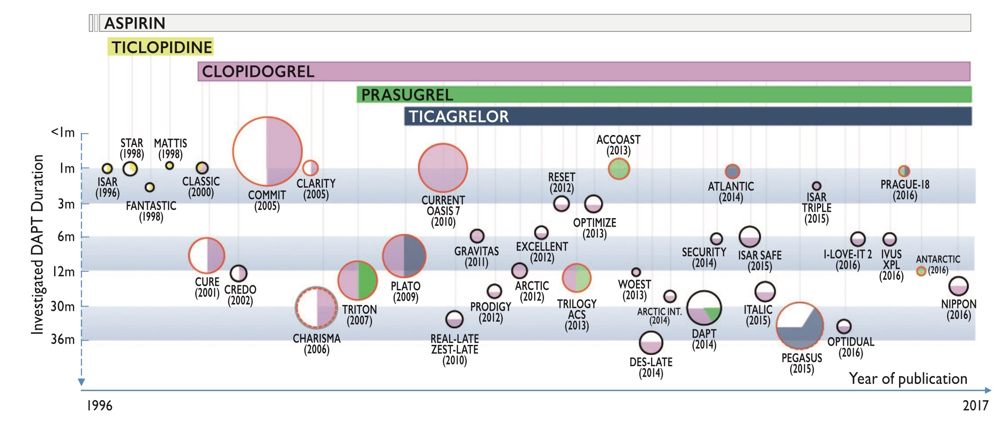 ASPIRIN
TICLOPIDINE
CLOPIDOGREL
PRASUGREL
TICAGRELOR
Investigated DAPT Duration
<1m
1m
3m
6m
12m
30m
36m
ISAR
(1996)
STAR
(1998)
FANTASTIC
(1998)
MATTIS
(1998)
CLASSIC
(2000)
COMMIT
(2005)
CLARITY
(2005)
CURRENT
OASIS 7
(2010)
RESET
(2012)
OPTIMIZE
(2013)
ACCOAST
(2013)
ATLANTIC
(2014)
ISAR
TRIPLE
(2015)
PRAGUE-18
(2016)
CURE
(2001)
CREDO
(2002)
CHARISMA
(2006)
TRITON
(2007)
PLATO
(2009)
REAL-LATE
ZEST-LATE
(2010)
GRAVITAS
(2011)
PRODIGY
(2012)
ARCTIC
(2012)
EXCELLENT
(2012)
TRILOGY
ACS
(2013)
WOEST
(2013)
ARCTIC INT.
(2014)
DES-LATE
(2014)
SECURITY
(2014)
DAPT
(2014)
ISAR SAFE
(2015)
ITALIC
(2015)
PEGASUS
(2015)
OPTIDUAL
(2016)
I-LOVE-IT 2
(2016)
IVUS
XPL
(2016)
ANTARCTIC
(2016)
NIPPON
(2016)
Year of publication
1996
2017